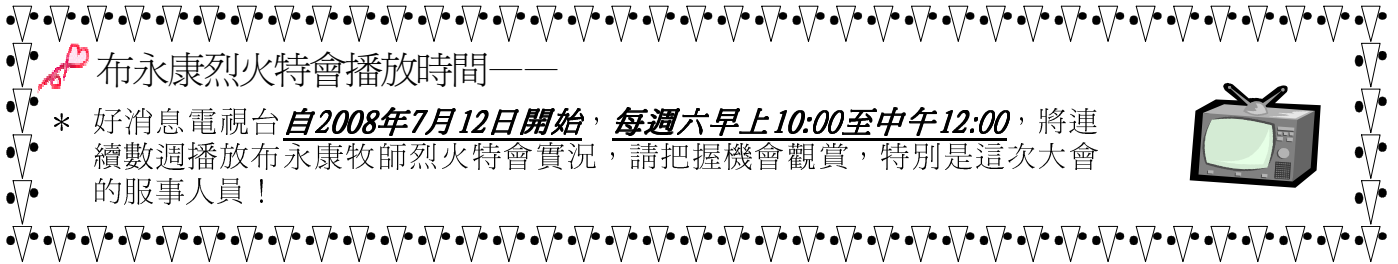 布永康烈火特會播放時間——
* 好消息電視台自2008年7月12日開始，每週六早上10:00至中午12:00，將連
續數週播放布永康牧師烈火特會實況，請把握機會觀賞，特別是這次大會
的服事人員！